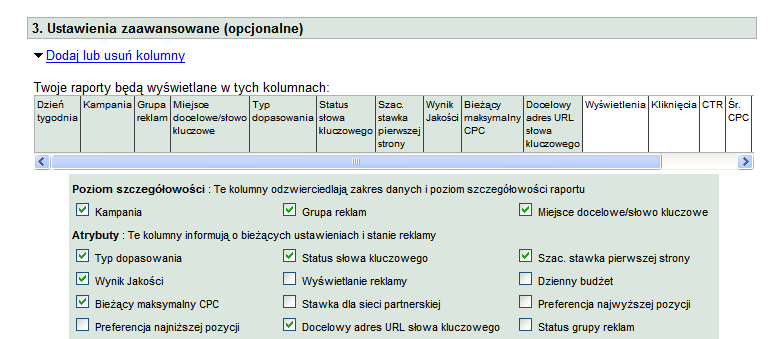 3. Ustawienia zaawansowane (opcjonalne)
Dodaj lub usuń kolumny
Twoje raporty będą wyświetlane w tych kolumnach:
Dzień tygodnia Kampania Grupa reklam Miejsce docelowe/słowo kluczowe Typ dopasowania Status słowa kluczowego Szac. stawka pierwszej strony Wynik Jakości Bieżący maksymalny CPC Docelowy adres URL słowa kluczowego Wyświetlenia Kliknięcia CTR Śr. CPC
Poziom szczegółowości : Te kolumny odzwierciedlają zakres danych i poziom szczegółowości raportu
Kampania Grupa reklam Miejsce docelowe/słowo kluczowe
Atrybuty : Te kolumny informują o bieżących ustawieniach i stanie reklamy
Typ dopasowania Status słowa kluczowego Szac. stawka pierwszej strony
Wynik Jakości Wyświetlanie reklamy Dzienny budżet
Bieżący maksymalny CPC Stawka dla sieci partnerskiej Preferencja najwyższej pozycji
Preferencja najniższej pozycji Docelowy adres URL słowa kluczowego Status grupy reklam